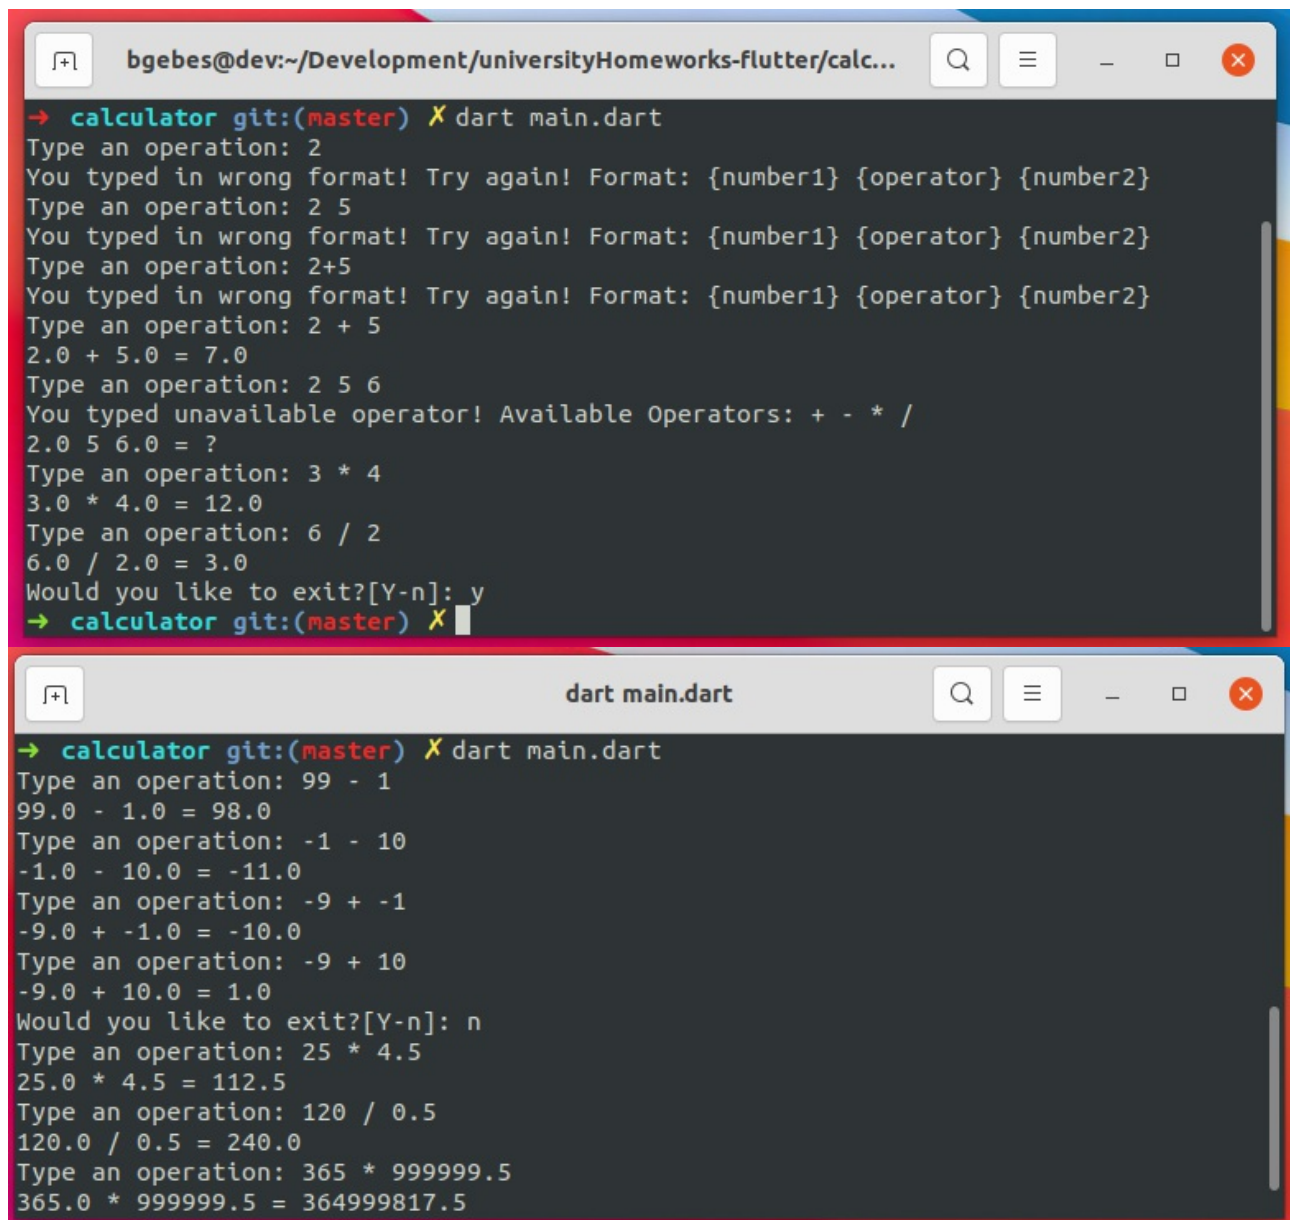 bgebes@dev:~/Development/universityHomeworks-flutter/calc...
→ calculator git:(master) ✗ dart main.dart
Type an operation: 2
You typed in wrong format! Try again! Format: {number1} {operator} {number2}
Type an operation: 2 5
You typed in wrong format! Try again! Format: {number1} {operator} {number2}
Type an operation: 2+5
You typed in wrong format! Try again! Format: {number1} {operator} {number2}
Type an operation: 2 + 5
2.0 + 5.0 = 7.0
Type an operation: 2 5 6
You typed unavailable operator! Available Operators: + - * /
2.0 5 6.0 = ?
Type an operation: 3 * 4
3.0 * 4.0 = 12.0
Type an operation: 6 / 2
6.0 / 2.0 = 3.0
Would you like to exit?[Y-n]: y
→ calculator git:(master) ✗
dart main.dart
→ calculator git:(master) ✗ dart main.dart
Type an operation: 99 - 1
99.0 - 1.0 = 98.0
Type an operation: -1 - 10
-1.0 - 10.0 = -11.0
Type an operation: -9 + -1
-9.0 + -1.0 = -10.0
Type an operation: -9 + 10
-9.0 + 10.0 = 1.0
Would you like to exit?[Y-n]: n
Type an operation: 25 * 4.5
25.0 * 4.5 = 112.5
Type an operation: 120 / 0.5
120.0 / 0.5 = 240.0
Type an operation: 365 * 999999.5
365.0 * 999999.5 = 364999817.5